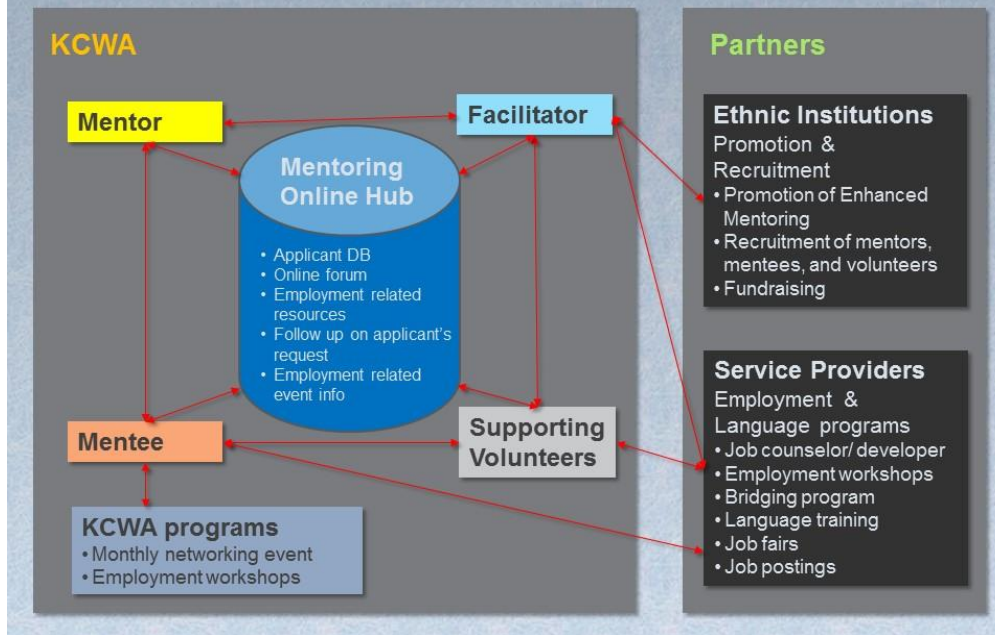 KCWA
Mentor
Facilitator
Mentoring
Online Hub
• Applicant DB
• Online forum
• Employment related
resources
• Follow up on applicant's
request
• Employment related
event info
Mentee
Supporting
Volunteers
KCWA programs
• Monthly networking event
• Employment workshops
Partners
Ethnic Institutions
Promotion &
Recruitment
• Promotion of Enhanced
Mentoring
• Recruitment of mentors,
mentees, and volunteers
• Fundraising
Service Providers
Employment &
Language programs
• Job counselor/ developer
• Employment workshops
• Bridging program
• Language training
• Job fairs
• Job postings